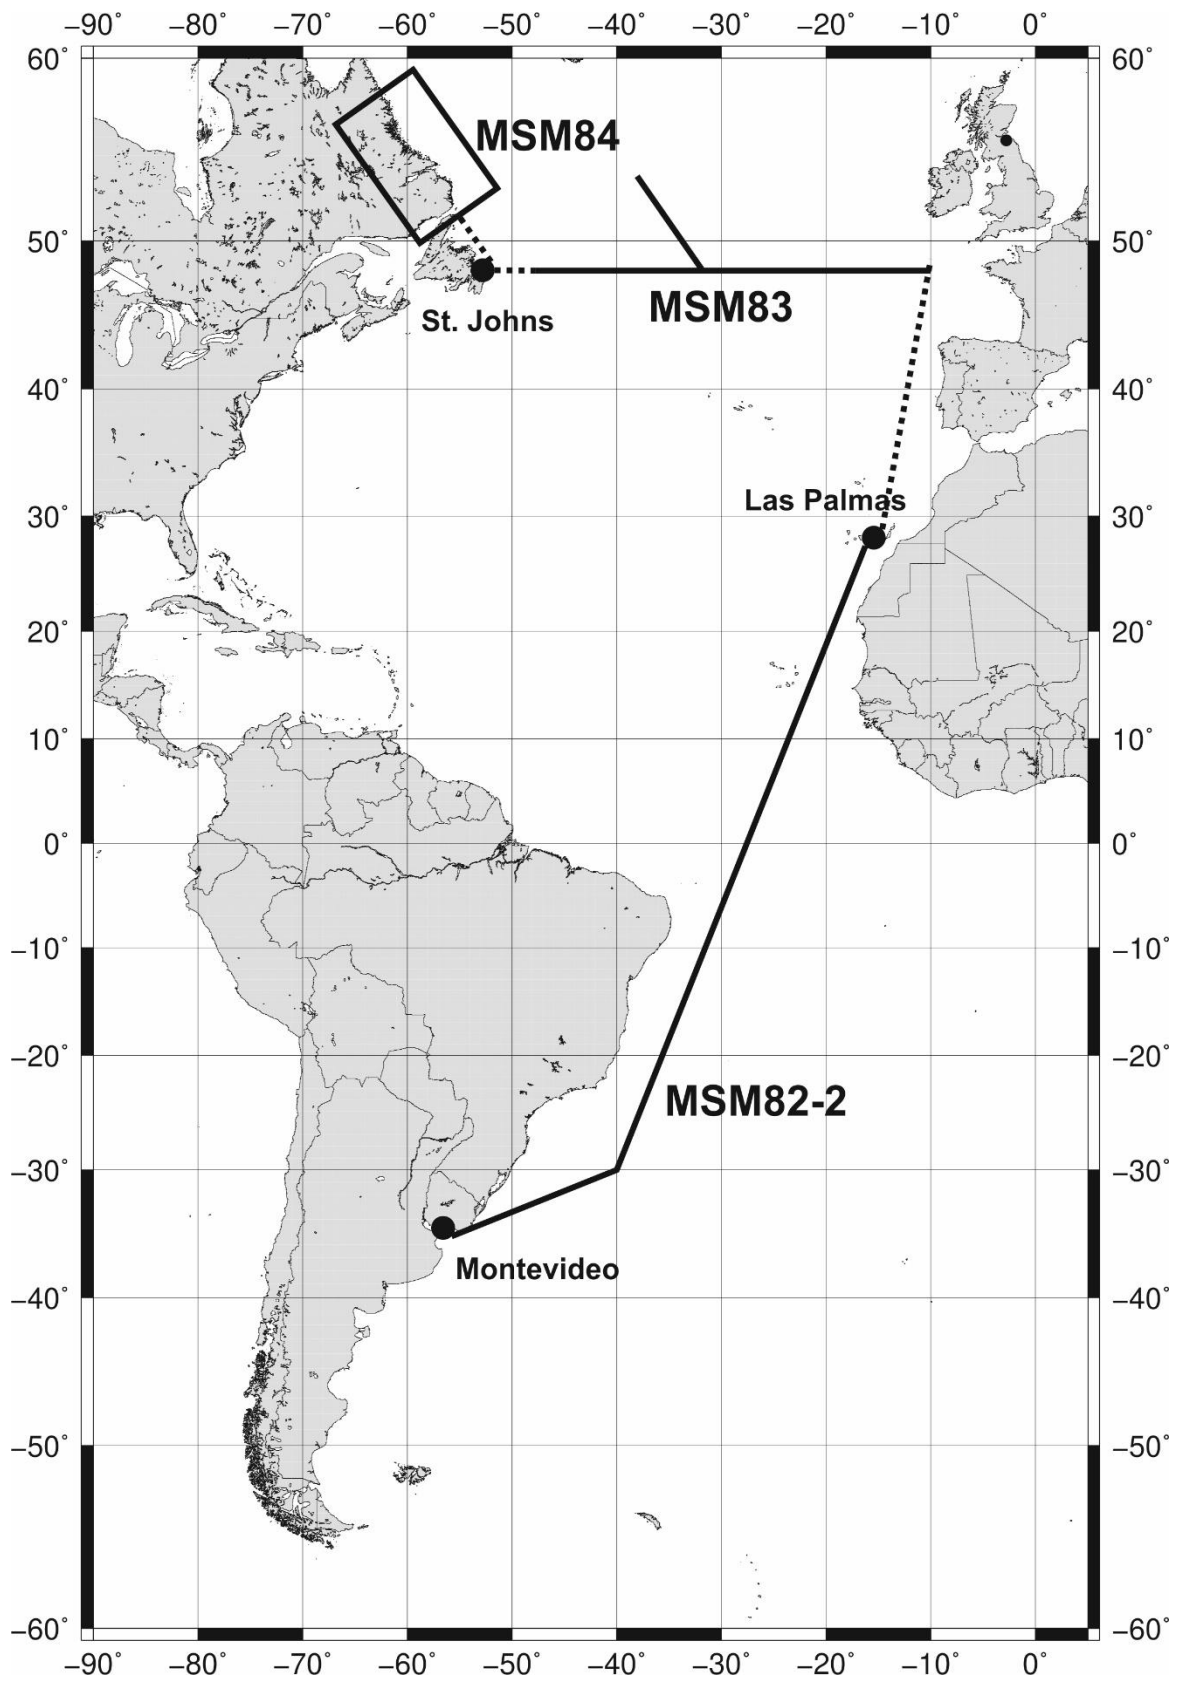 −90˚ −80˚ −70˚ −60˚ −50˚ −40˚ −30˚ −20˚ −10˚ 0˚
60˚ 60˚
MSM84
50˚ 50˚
MSM83
St. Johns
40˚ 40˚
Las Palmas
30˚ 30˚
20˚ 20˚
10˚ 10˚
0˚ 0˚
−10˚ −10˚
−20˚ −20˚
MSM82-2
−30˚ −30˚
Montevideo
−40˚ −40˚
−50˚ −50˚
−60˚ −60˚
−90˚ −80˚ −70˚ −60˚ −50˚ −40˚ −30˚ −20˚ −10˚ 0˚